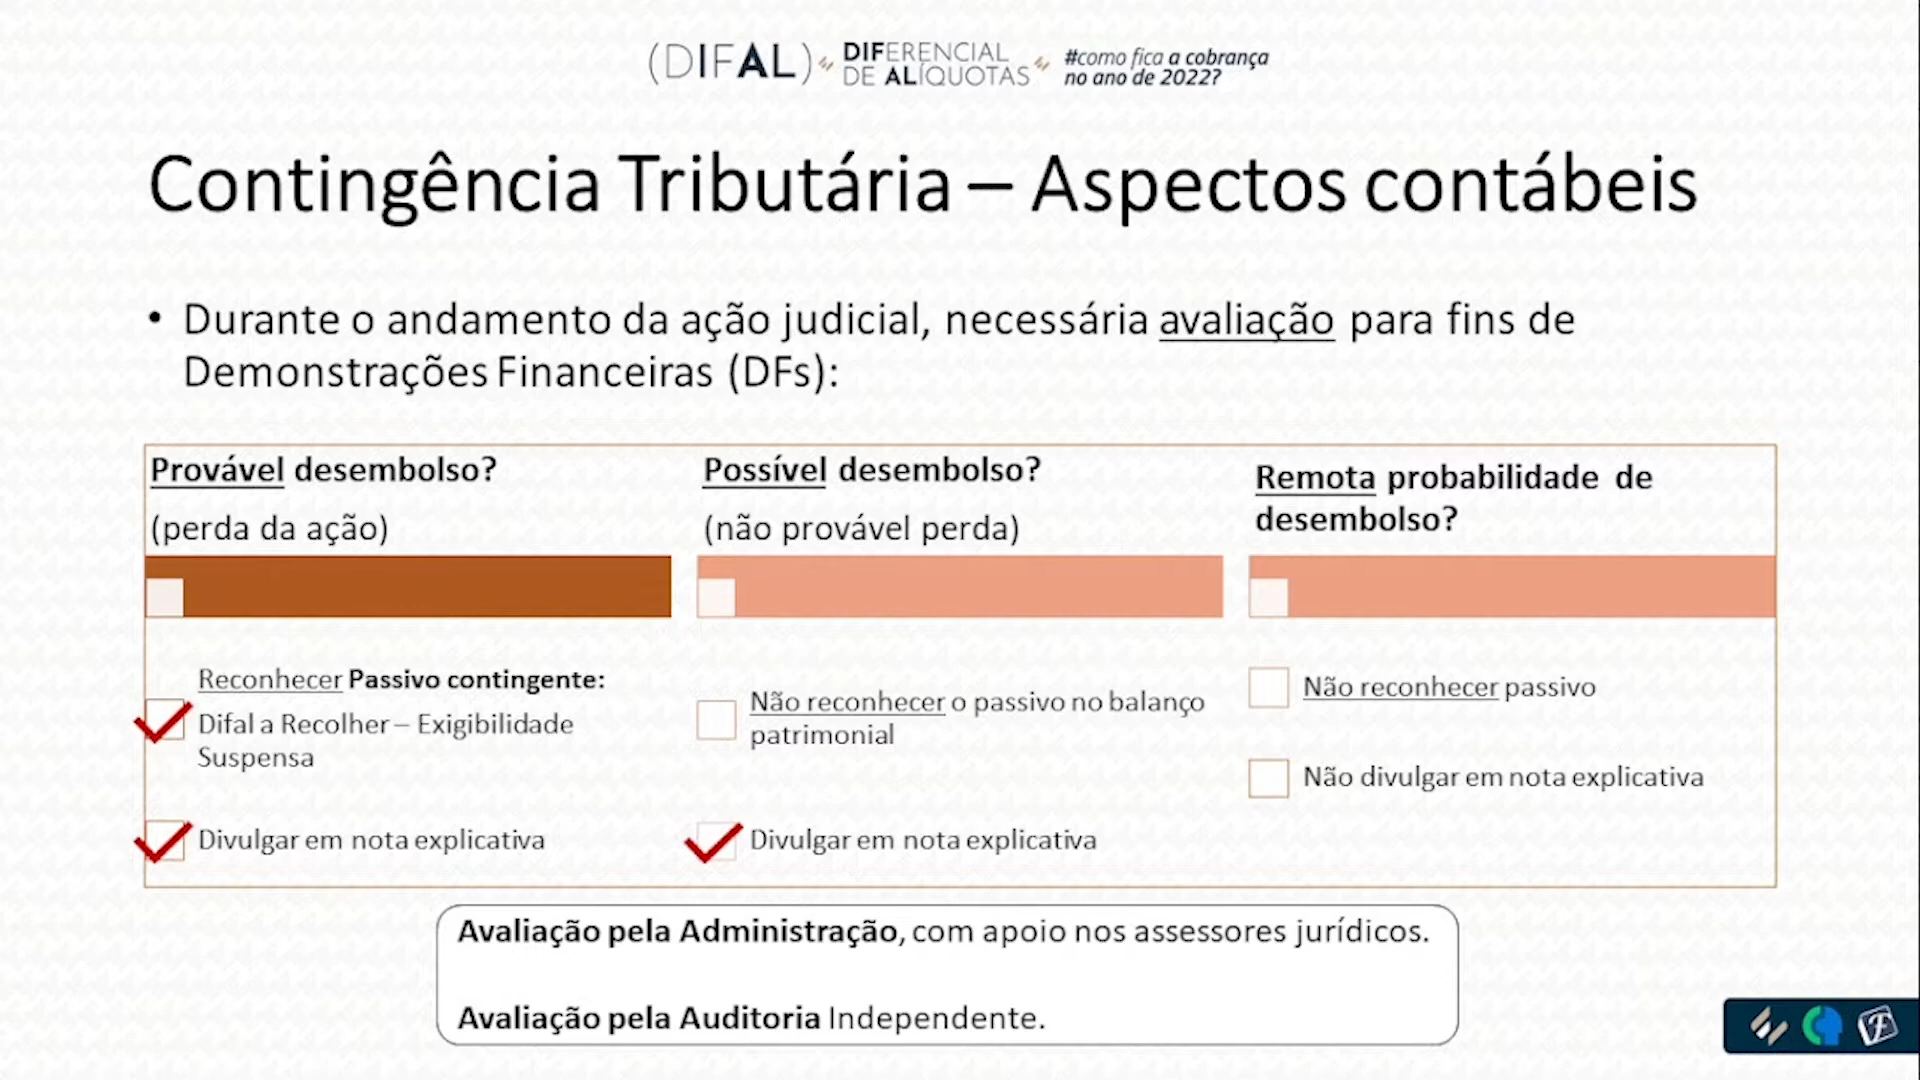 (DIFAL)
DIFERENCIAL
DE ALÍQUOTAS
#como fica a cobrança
no ano de 2022?
Contingência Tributária – Aspectos contábeis
• Durante o andamento da ação judicial, necessária avaliação para fins de
Demonstrações Financeiras (DFs):
Provável desembolso?
(perda da ação)
Reconhecer Passivo contingente:
Difal a Recolher – Exigibilidade
Suspensa
Divulgar em nota explicativa
Possível desembolso?
(não provável perda)
Não reconhecer o passivo no balanço
patrimonial
Divulgar em nota explicativa
Remota probabilidade de
desembolso?
Não reconhecer passivo
Não divulgar em nota explicativa
Avaliação pela Administração, com apoio nos assessores jurídicos.
Avaliação pela Auditoria Independente.